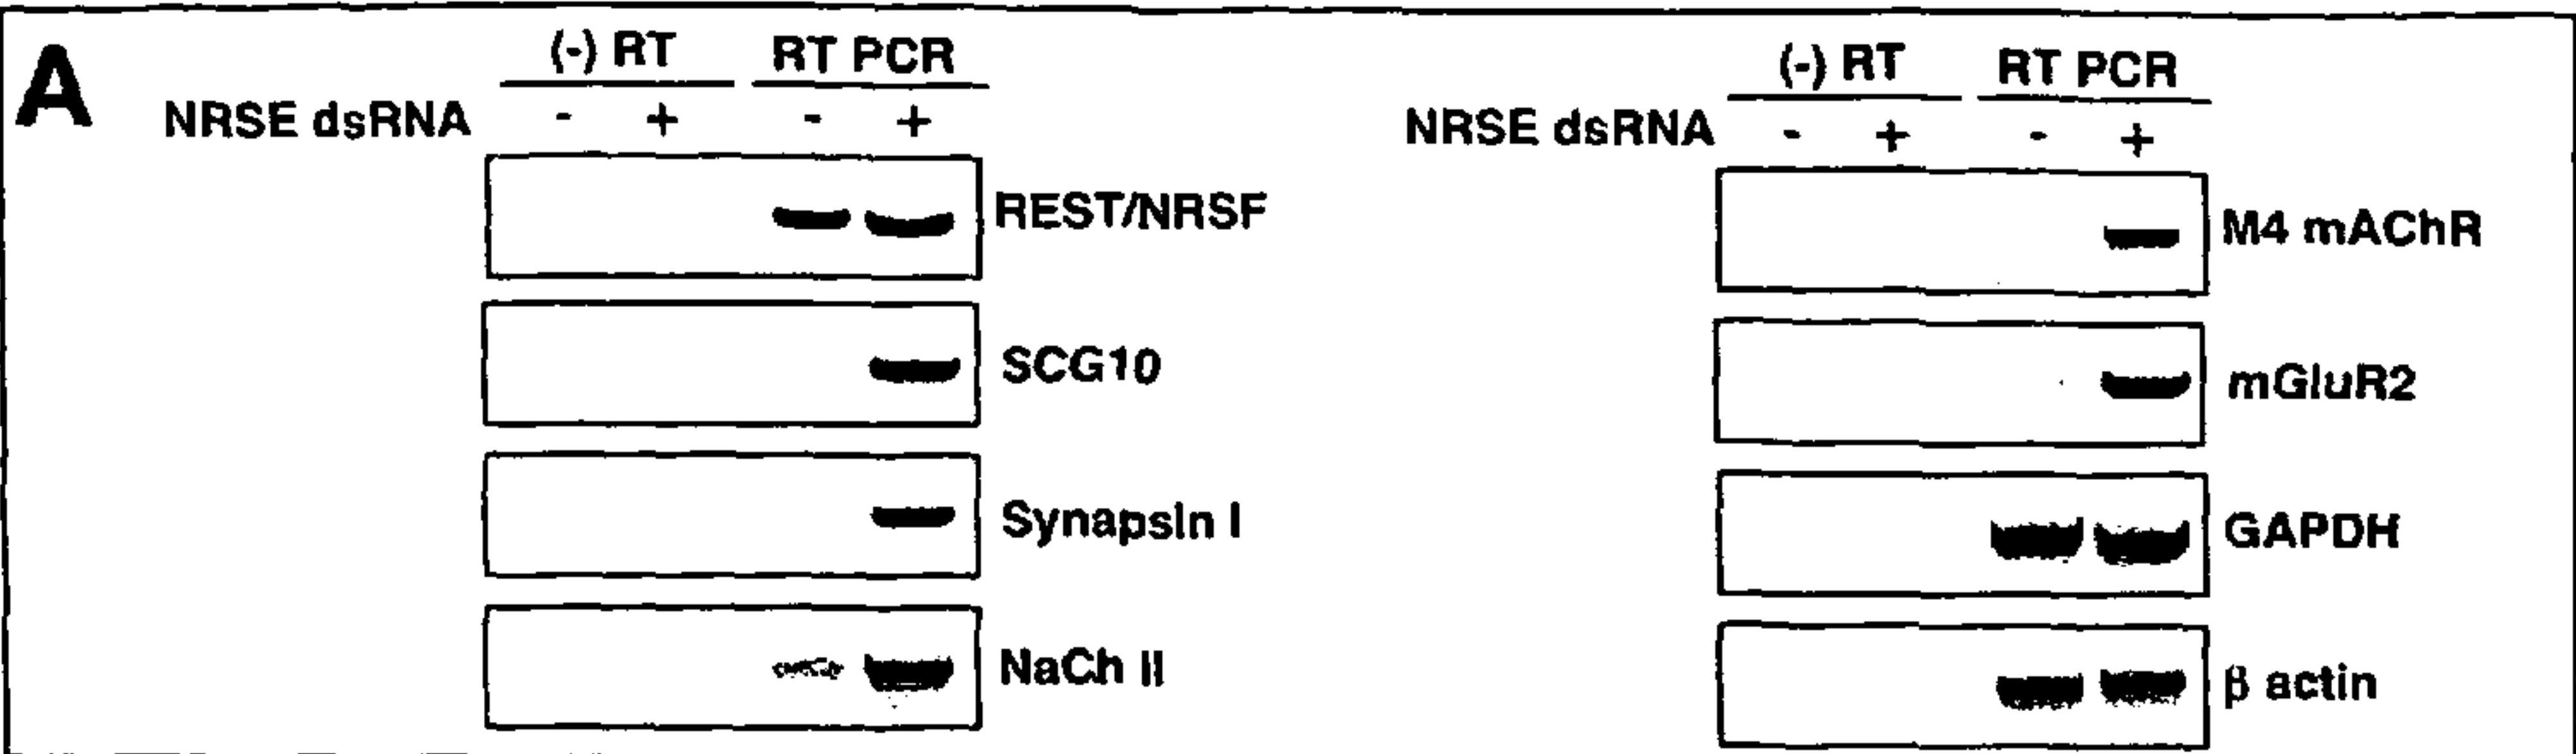 A
(-) RT RT PCR
NRSE dsRNA - + - +
REST/NRSF
SCG10
Synapsin I
NaCh II
(-) RT RT PCR
NRSE dsRNA - + - +
M4 mAChR
mGluR2
GAPDH
β actin